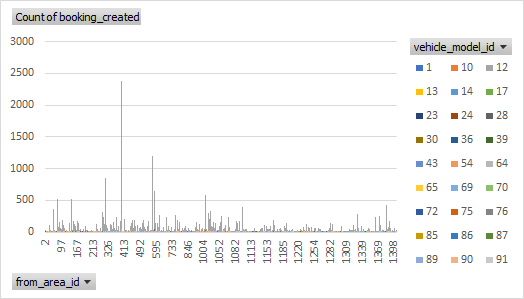 Count of booking_created
3000
2500
2000
1500
1000
500
0
2 97 167 213 326 413 492 595 733 846 1004 1082 1113 1153 1185 1220 1254 1282 1309 1339 1369 1398
from_area_id
vehicle_model_id
1 10 12
13 14 17
23 24 28
30 36 39
43 54 64
65 69 70
72 75 76
85 86 87
89 90 91